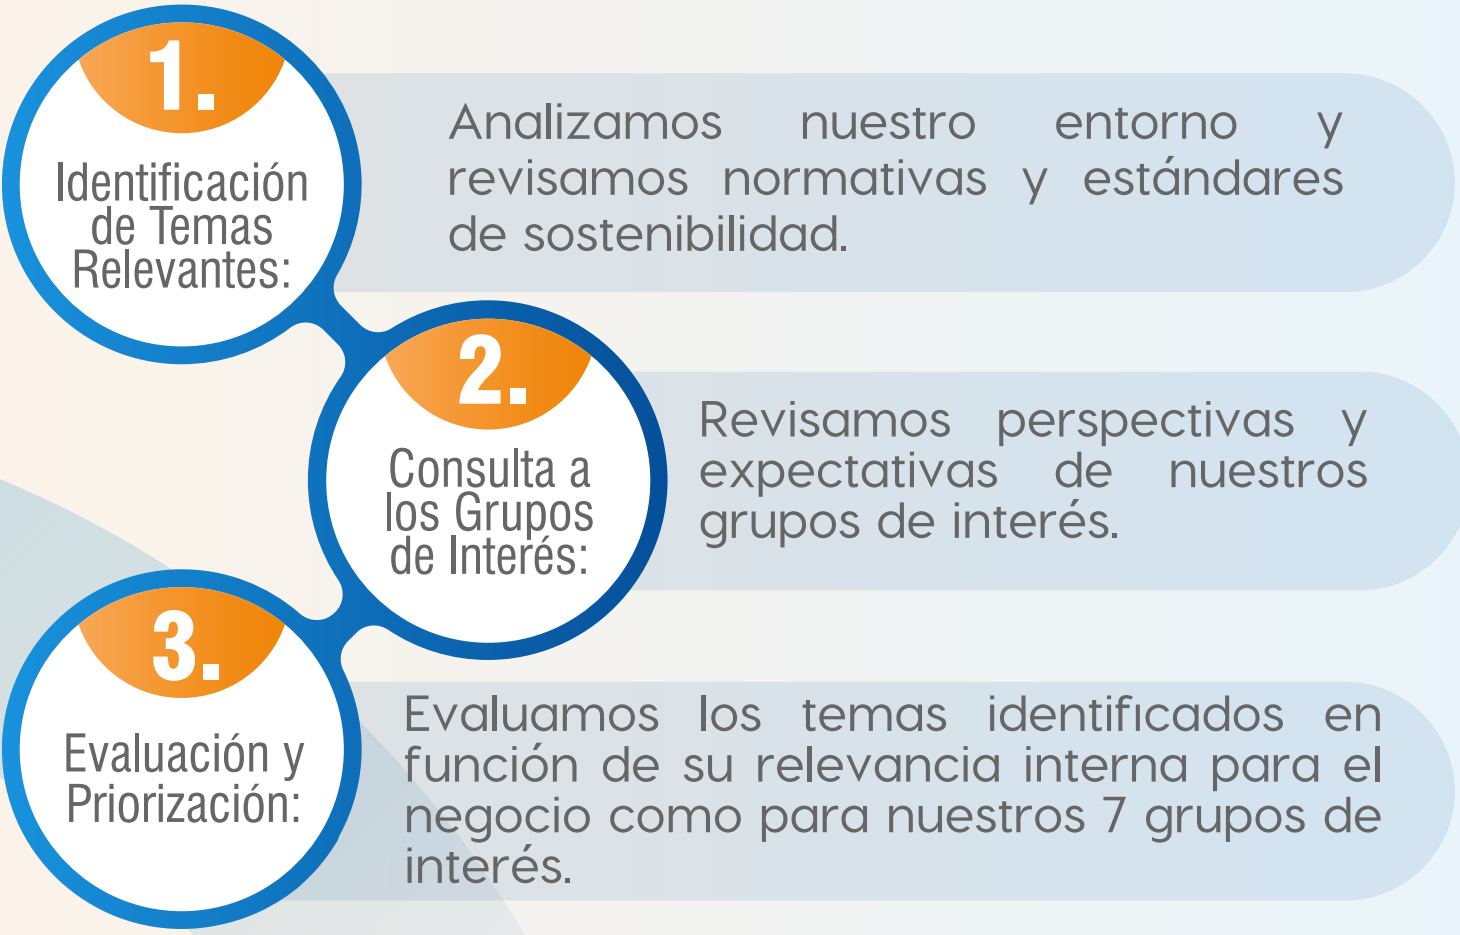 1.
Identificación
de Temas
Relevantes:
Analizamos nuestro entorno y
revisamos normativas y estándares
de sostenibilidad.
2.
Consulta a
los Grupos
de Interés:
Revisamos perspectivas y
expectativas de nuestros
grupos de interés.
3.
Evaluación y
Priorización:
Evaluamos los temas identificados en
función de su relevancia interna para el
negocio como para nuestros 7 grupos de
interés.